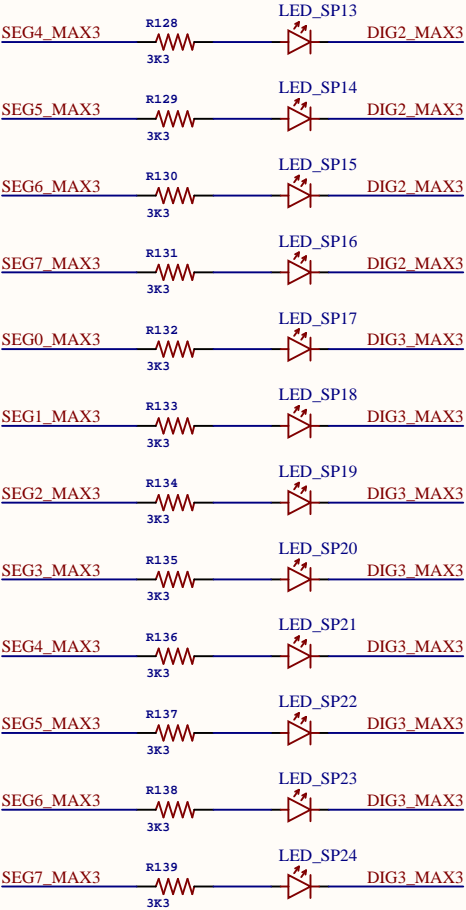 LED_SP13
SEG4_MAX3 R128 DIG2_MAX3
3K3
LED_SP14
SEG5_MAX3 R129 DIG2_MAX3
3K3
LED_SP15
SEG6_MAX3 R130 DIG2_MAX3
3K3
LED_SP16
SEG7_MAX3 R131 DIG2_MAX3
3K3
LED_SP17
SEG0_MAX3 R132 DIG3_MAX3
3K3
LED_SP18
SEG1_MAX3 R133 DIG3_MAX3
3K3
LED_SP19
SEG2_MAX3 R134 DIG3_MAX3
3K3
LED_SP20
SEG3_MAX3 R135 DIG3_MAX3
3K3
LED_SP21
SEG4_MAX3 R136 DIG3_MAX3
3K3
LED_SP22
SEG5_MAX3 R137 DIG3_MAX3
3K3
LED_SP23
SEG6_MAX3 R138 DIG3_MAX3
3K3
LED_SP24
SEG7_MAX3 R139 DIG3_MAX3
3K3